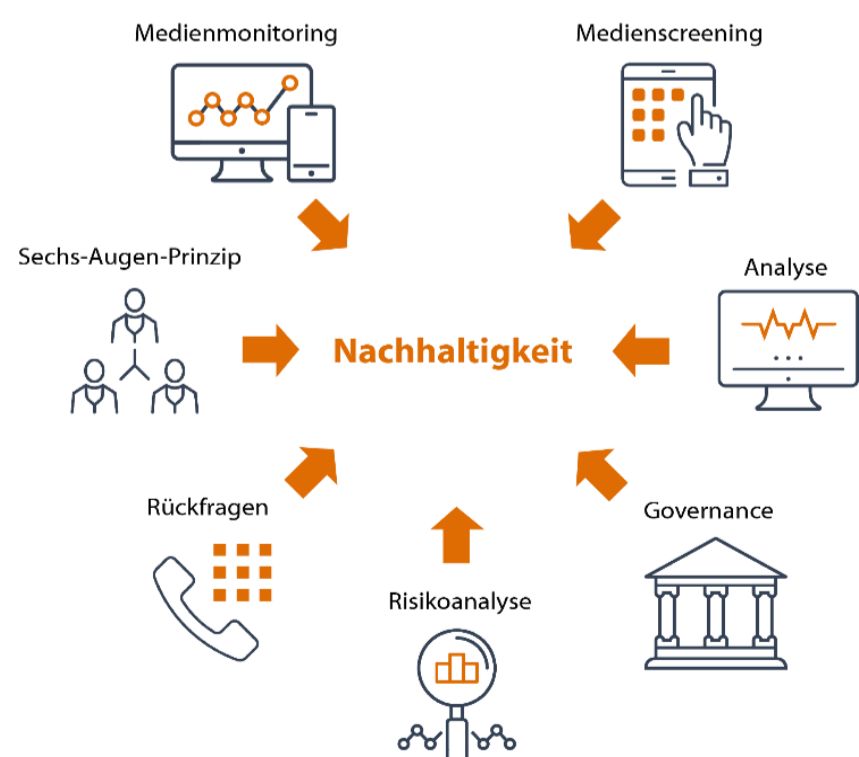 Medienmonitoring
Medienscreening
Sechs-Augen-Prinzip
Analyse
Nachhaltigkeit
Rückfragen
Governance
Risikoanalyse